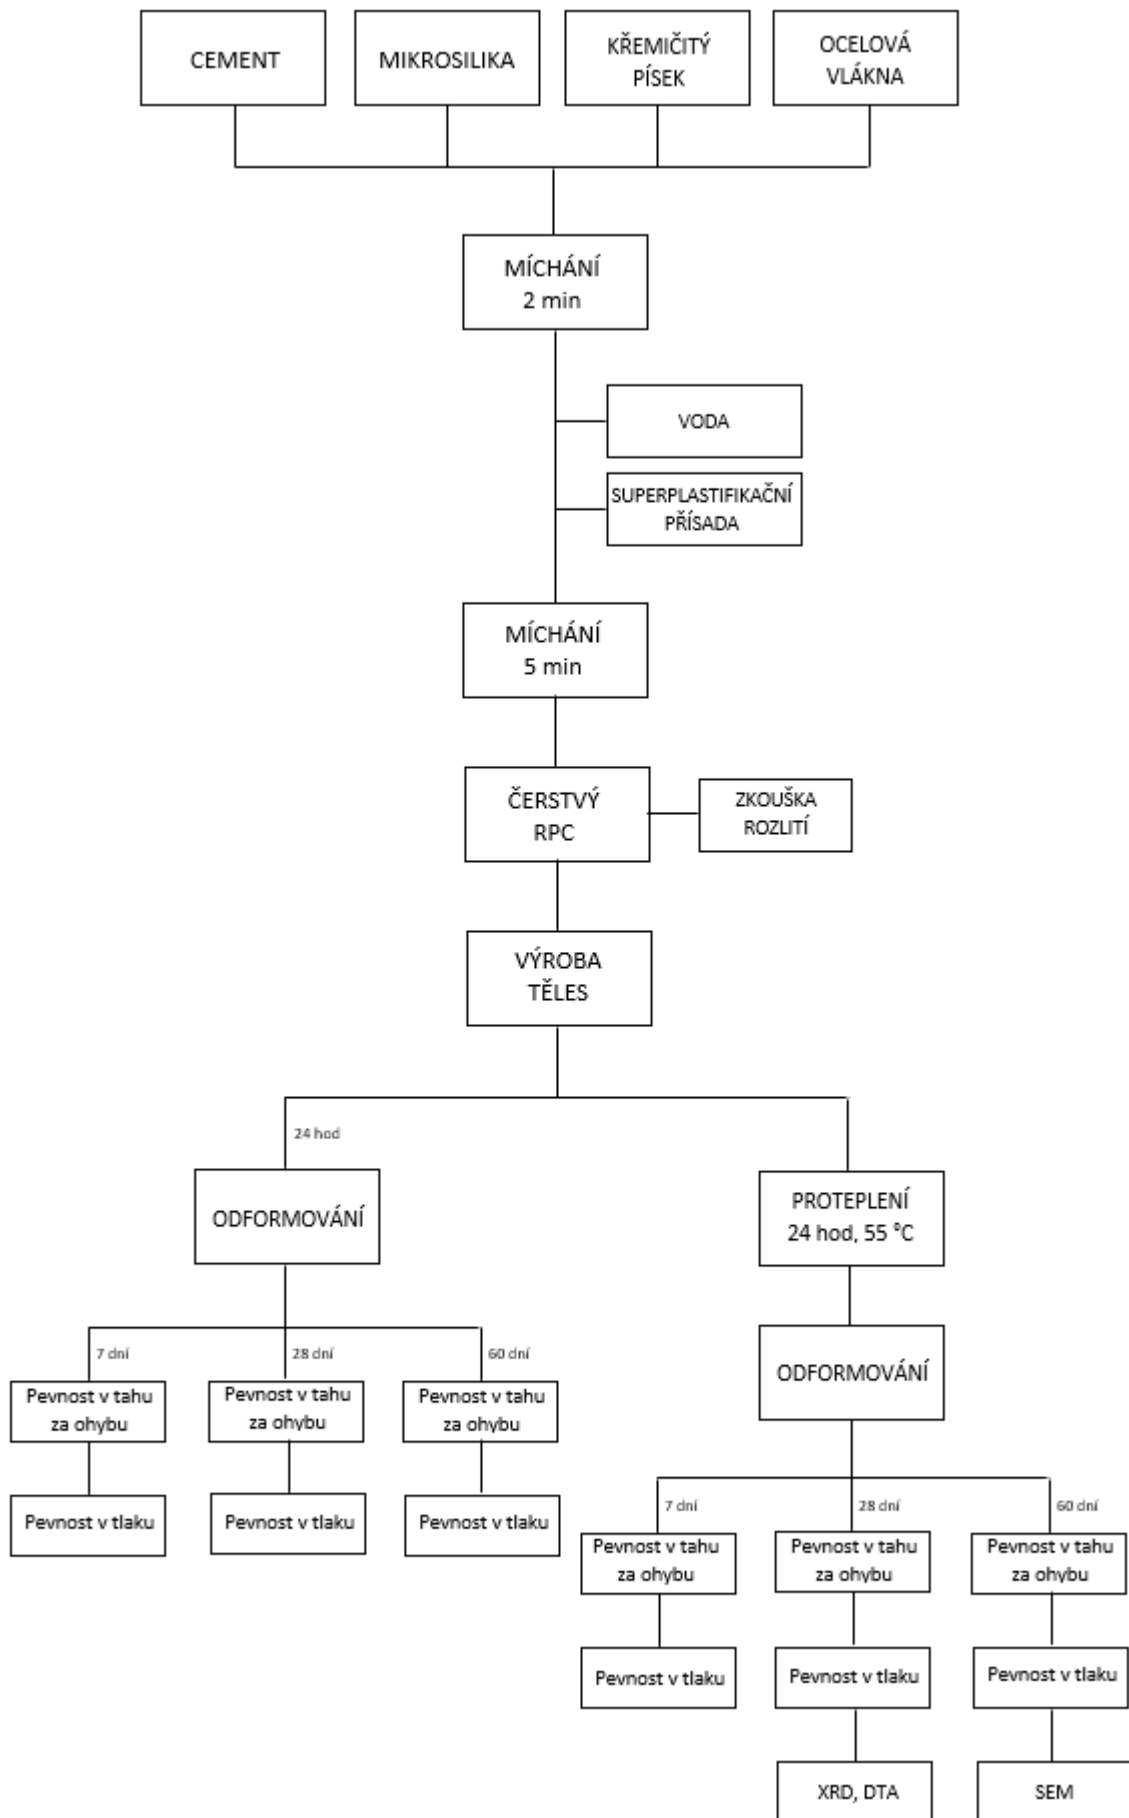 CEMENT
MIKROSILIKA
KŘEMIČITÝ
PÍSEK
OCELOVÁ
VLÁKNA
MÍCHÁNÍ
2 min
VODA
SUPERPLASTIFIKAČNÍ
PŘÍSADA
MÍCHÁNÍ
5 min
ČERSTVÝ
RPC
ZKOUŠKA
ROZLITÍ
VÝROBA
TĚLES
24 hod
ODFORMOVÁNÍ
7 dní
28 dní
60 dní
Pevnost v tahu
za ohybu
Pevnost v tahu
za ohybu
Pevnost v tahu
za ohybu
Pevnost v tlaku
Pevnost v tlaku
Pevnost v tlaku
PROTEPLENÍ
24 hod, 55 °C
ODFORMOVÁNÍ
7 dní
28 dní
60 dní
Pevnost v tahu
za ohybu
Pevnost v tahu
za ohybu
Pevnost v tahu
za ohybu
Pevnost v tlaku
Pevnost v tlaku
Pevnost v tlaku
XRD, DTA
SEM